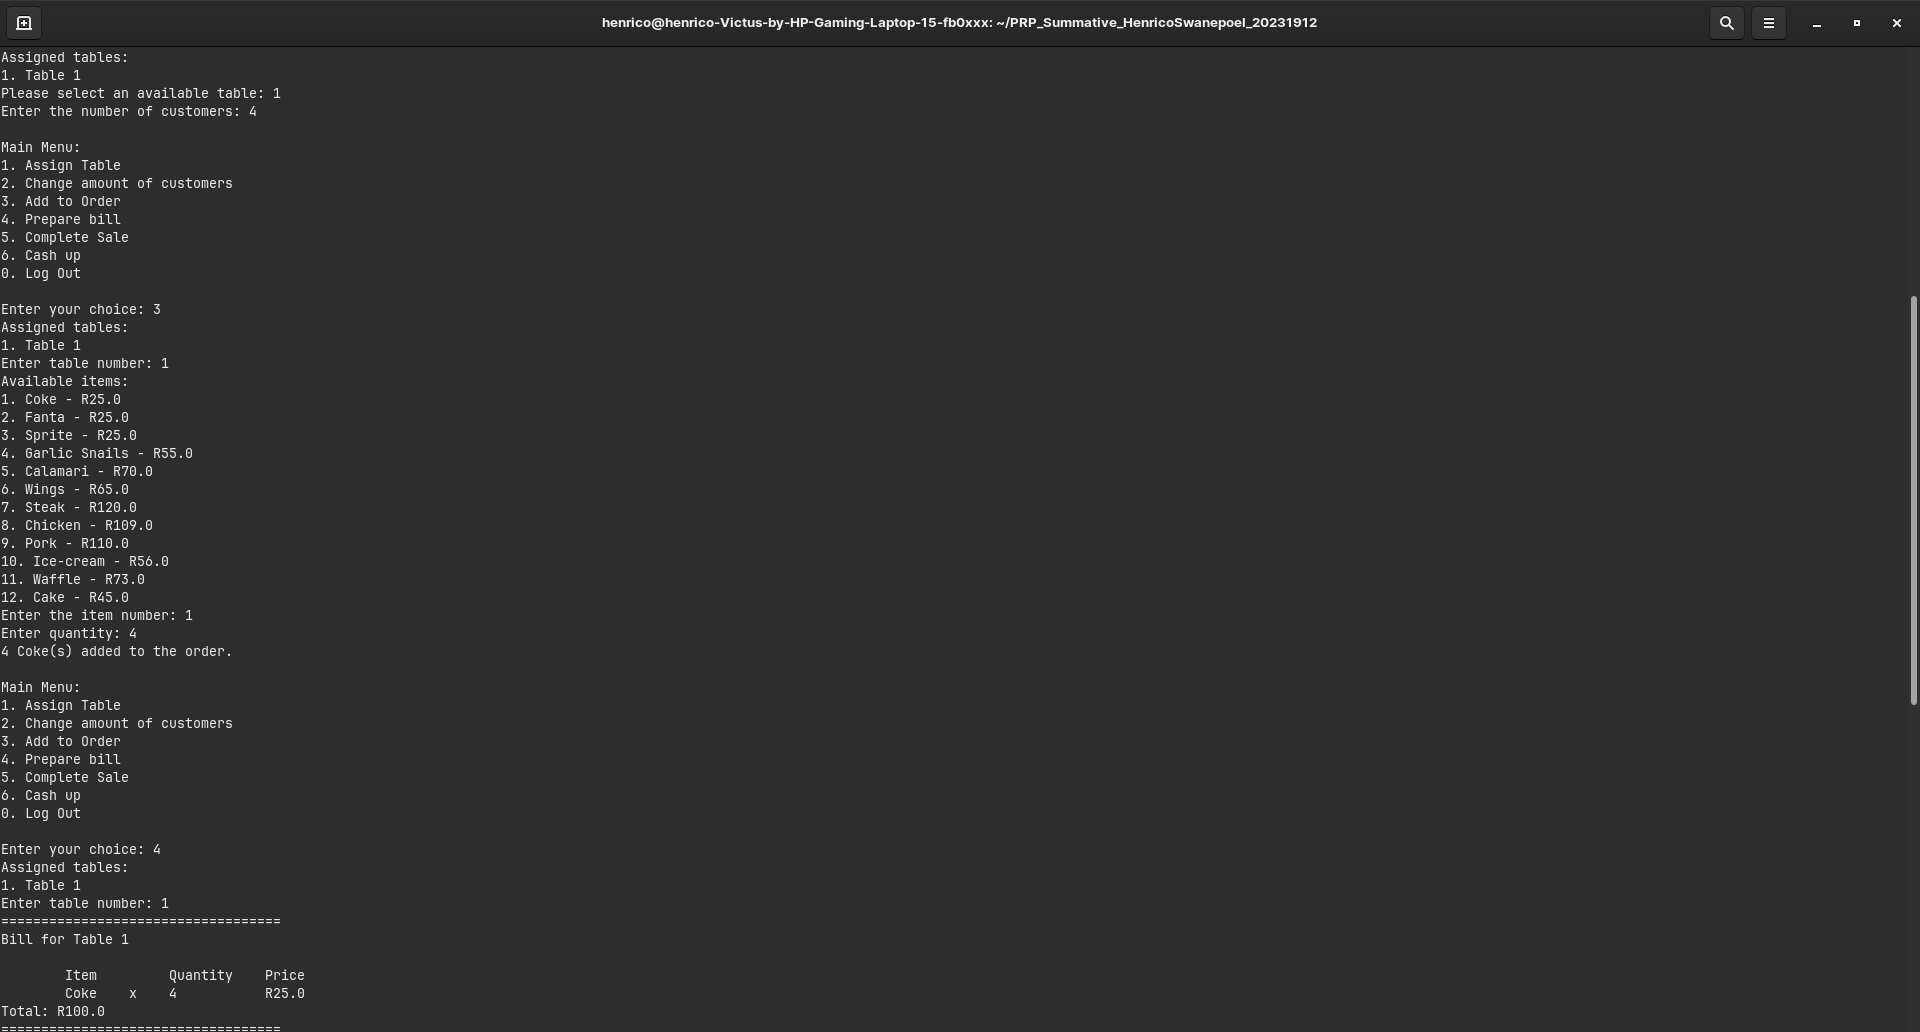 henrico@henrico-Victus-by-HP-Gaming-Laptop-15-fb0xxx: ~/PRP_Summative_HenricoSwanepoel_20231912
Assigned tables:
1. Table 1
Please select an available table: 1
Enter the number of customers: 4
Main Menu:
1. Assign Table
2. Change amount of customers
3. Add to Order
4. Prepare bill
5. Complete Sale
6. Cash up
0. Log Out
Enter your choice: 3
Assigned tables:
1. Table 1
Enter table number: 1
Available items:
1. Coke - R25.0
2. Fanta - R25.0
3. Sprite - R25.0
4. Garlic Snails - R55.0
5. Calamari - R70.0
6. Wings - R65.0
7. Steak - R120.0
8. Chicken - R109.0
9. Pork - R110.0
10. Ice-cream - R56.0
11. Waffle - R73.0
12. Cake - R45.0
Enter the item number: 1
Enter quantity: 4
4 Coke(s) added to the order.
Main Menu:
1. Assign Table
2. Change amount of customers
3. Add to Order
4. Prepare bill
5. Complete Sale
6. Cash up
0. Log Out
Enter your choice: 4
Assigned tables:
1. Table 1
Enter table number: 1
===================================
Bill for Table 1
Item Quantity Price
Coke x 4 R25.0
Total: R100.0
===================================